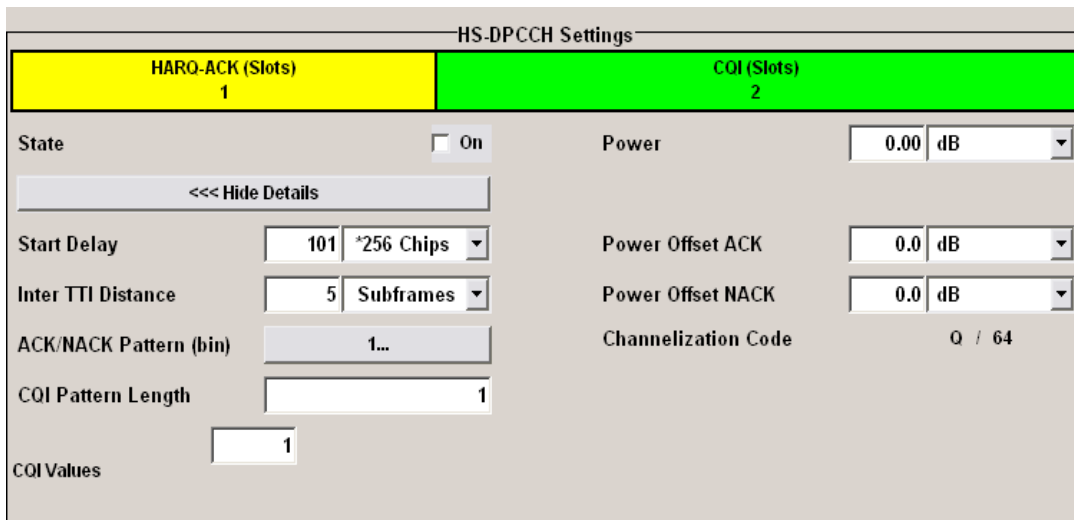 HS-DPCCH Settings
HARQ-ACK (Slots)
1
CQI (Slots)
2
State
On
Power
0.00 dB
<<< Hide Details
Start Delay
101 *256 Chips
Power Offset ACK
0.0 dB
Inter TTI Distance
5 Subframes
Power Offset NACK
0.0 dB
ACK/NACK Pattern (bin)
1...
Channelization Code
Q / 64
CQI Pattern Length
1
1
CQI Values